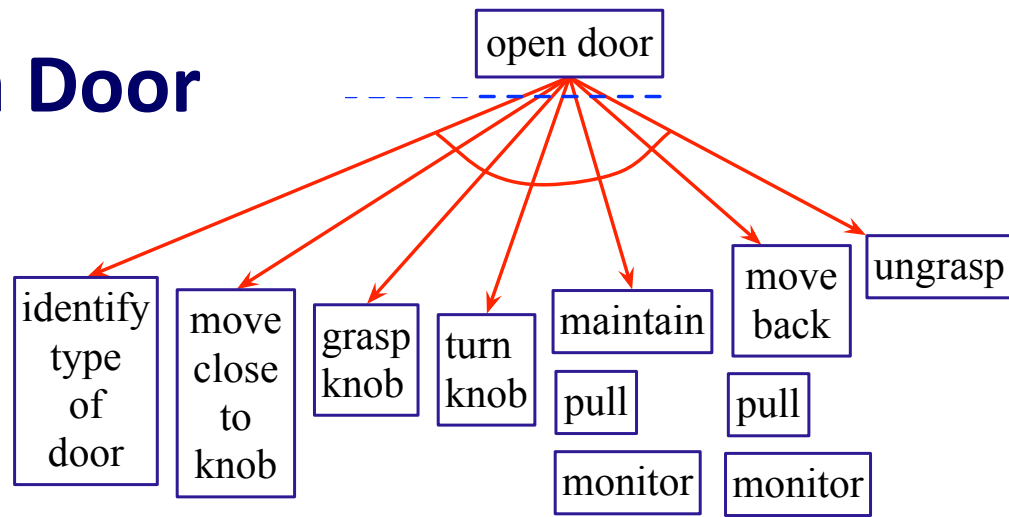 open door
n Door
identify
type
of
door
move
close
to
knob
grasp
knob
turn
knob
maintain
pull
monitor
move
back
pull
monitor
ungrasp